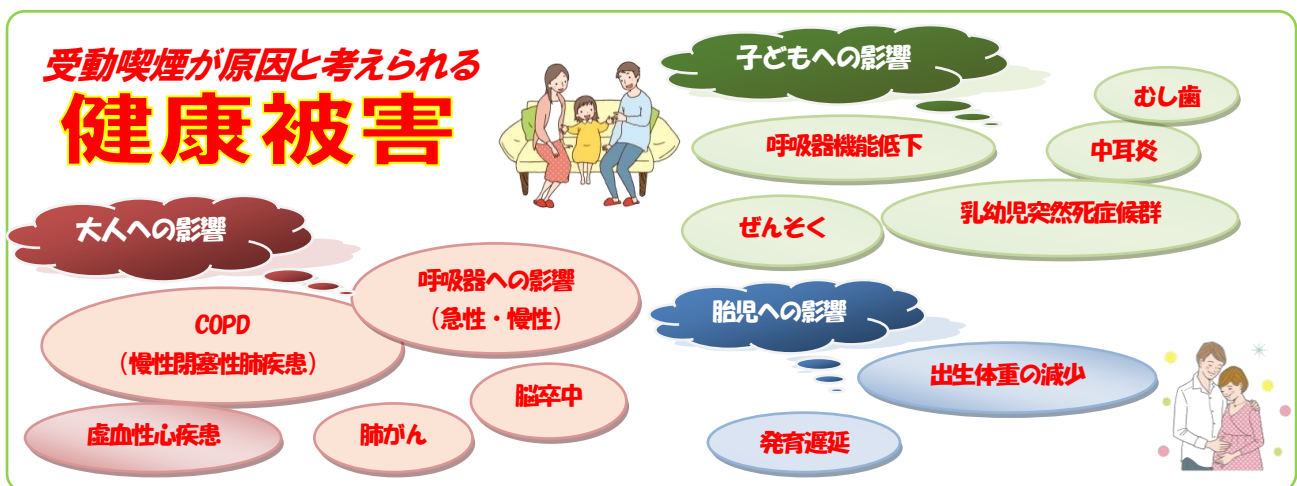 受動喫煙が原因と考えられる
健康被害
大人への影響
呼吸器への影響
（急性・慢性）
COPD
（慢性閉塞性肺疾患）
脳卒中
虚血性心疾患
肺がん
子どもへの影響
むし歯
呼吸器機能低下
中耳炎
ぜんそく
乳幼児突然死症候群
胎児への影響
出生体重の減少
発育遅延